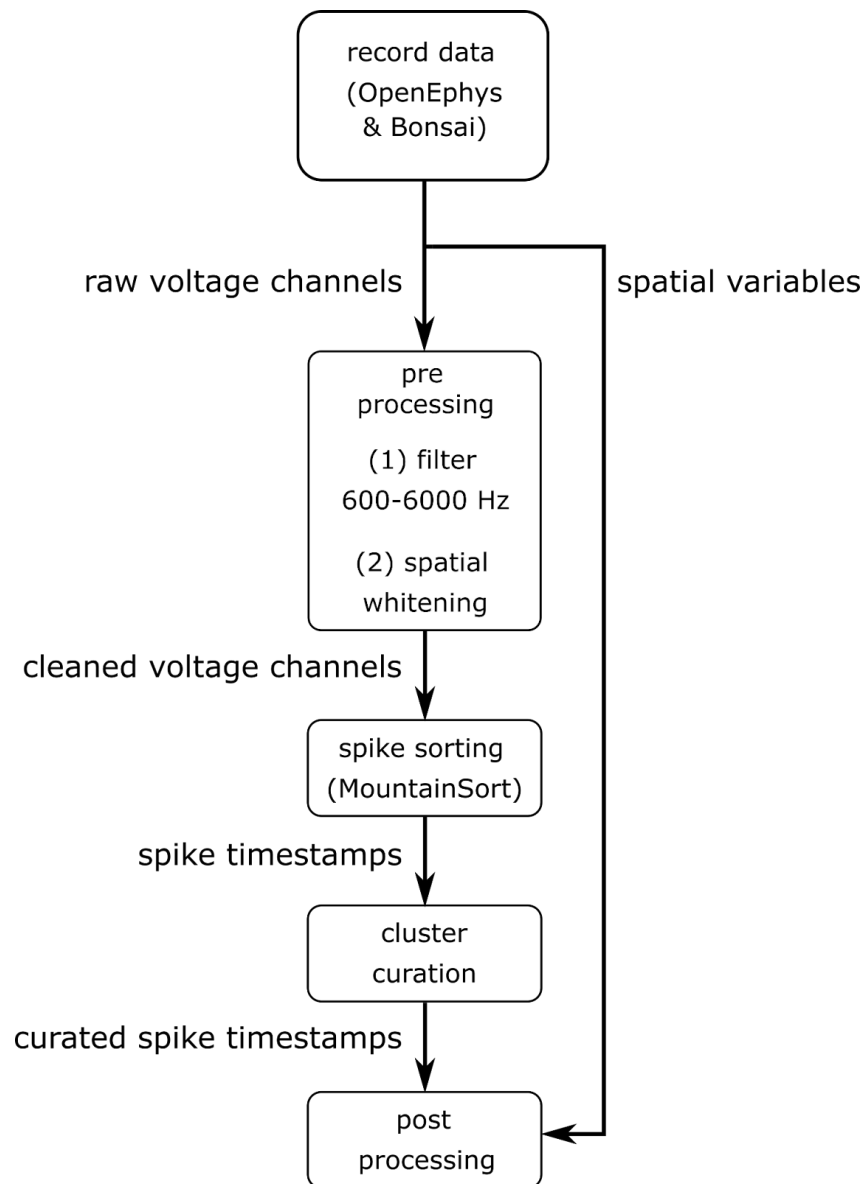 record data
(OpenEphys
& Bonsai)
raw voltage channels
spatial variables
pre
processing
(1) filter
600-6000 Hz
(2) spatial
whitening
cleaned voltage channels
spike sorting
(MountainSort)
spike timestamps
cluster
curation
curated spike timestamps
post
processing